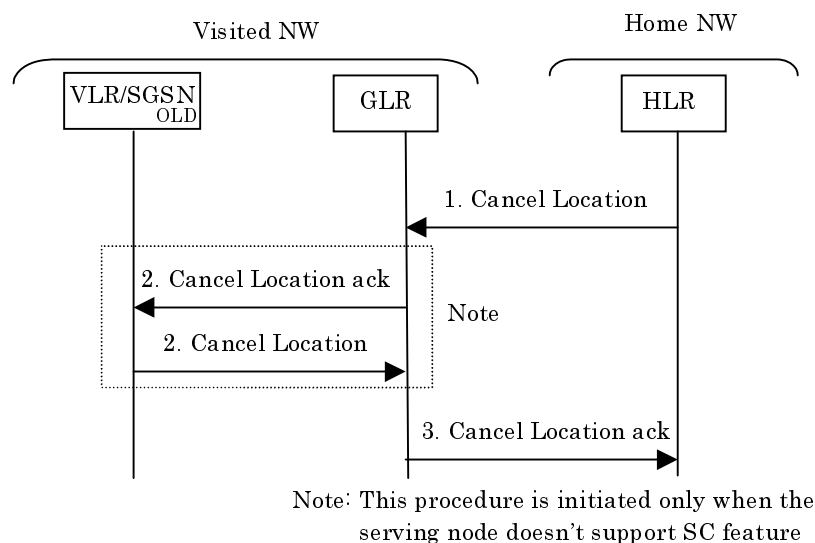 Visited NW
Home NW
VLR/SGSN
OLD
GLR
HLR
1. Cancel Location
2. Cancel Location ack
Note
2. Cancel Location
3. Cancel Location ack
Note: This procedure is initiated only when the
serving node doesn't support SC feature